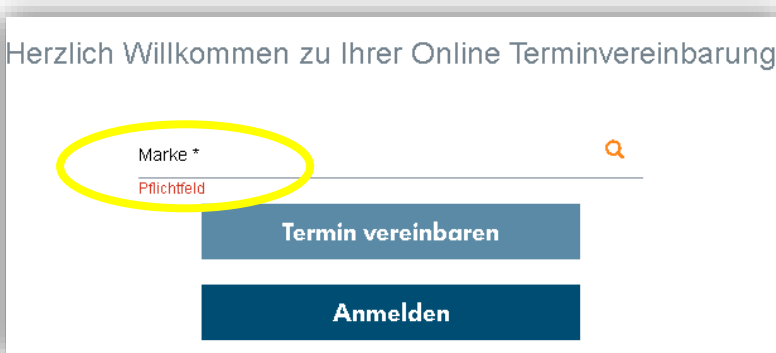 Herzlich Willkommen zu Ihrer Online Terminvereinbarung
Marke *
Pflichtfeld
Termin vereinbaren
Anmelden